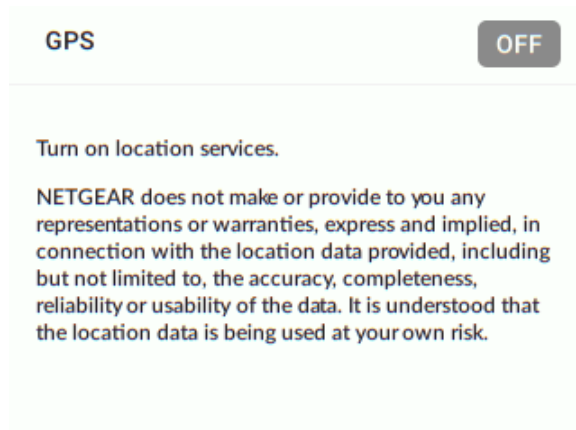 GPS
OFF
Turn on location services.
NETGEAR does not make or provide to you any
representations or warranties, express and implied, in
connection with the location data provided, including
but not limited to, the accuracy, completeness,
reliability or usability of the data. It is understood that
the location data is being used at your own risk.